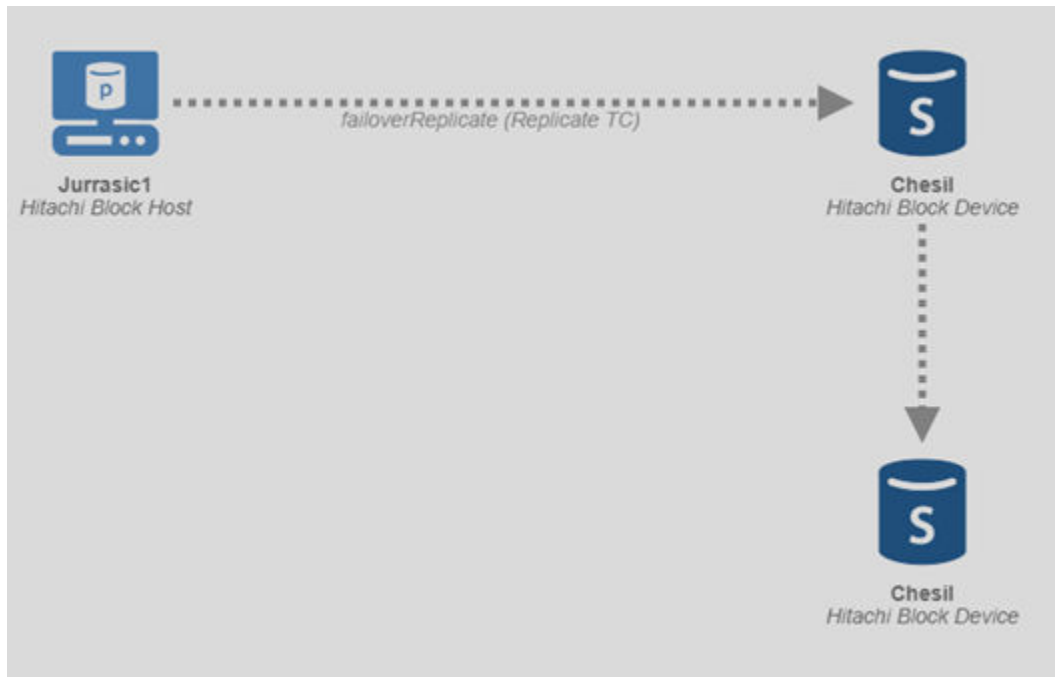 P
S
failoverReplicate (Replicate TC)
Jurrasic1
Hitachi Block Host
Chesil
Hitachi Block Device
S
Chesil
Hitachi Block Device